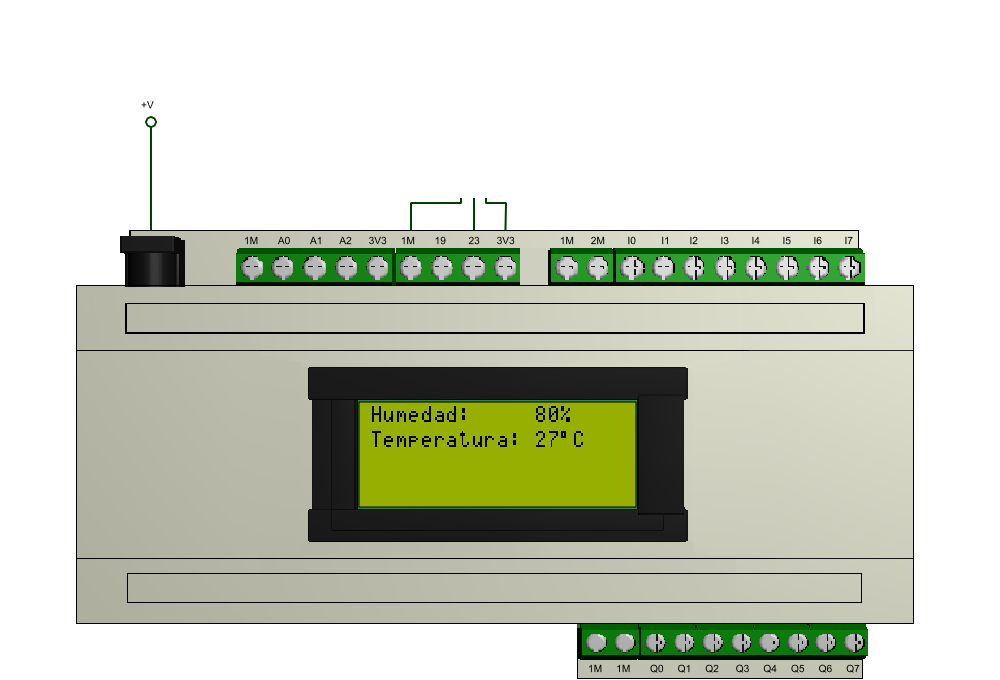 +V
1M A0 A1 A2 3V3 1M 19 23 3V3 1M 2M I0 I1 I2 I3 I4 I5 I6 I7
Humedad: 80%
Temperatura: 27°C
1M 1M Q0 Q1 Q2 Q3 Q4 Q5 Q6 Q7